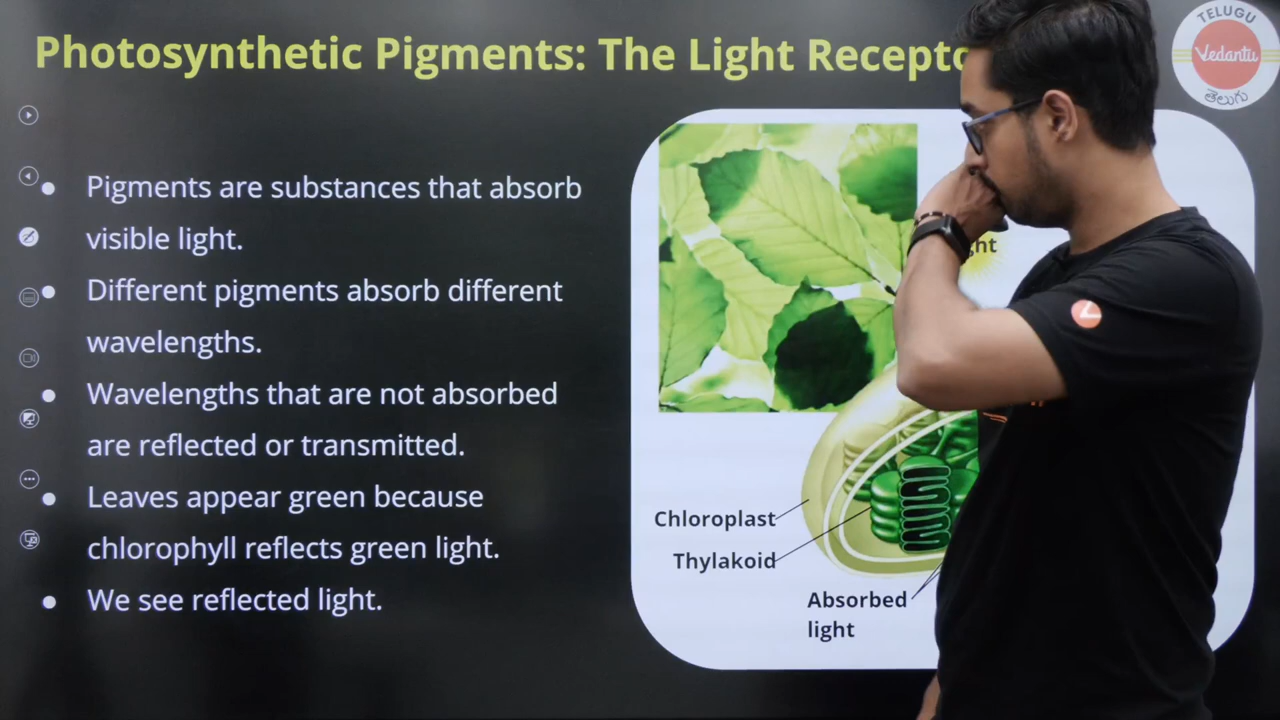 Photosynthetic Pigments: The Light
TELUGU
Vedantu
తెలుగు
Pigments are substances that absorb
visible light.
Different pigments absorb different
wavelengths.
Wavelengths that are not absorbed
are reflected or transmitted.
Leaves appear green because
chlorophyll reflects green light.
We see reflected light.
Chloroplast
Thylakoid
Absorbed
light